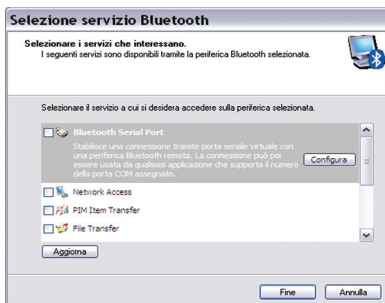 Selezione servizio Bluetooth
Selezionare i servizi che interessano.
I seguenti servizi sono disponibili tramite la periferica Bluetooth selezionata.
Selezionare il servizio a cui si desidera accedere sulla periferica selezionata.
Bluetooth Serial Port
Stabilisce una connessione tramite porta seriale virtuale con
una periferica Bluetooth remota. La connessione può poi
essere usata da qualsiasi applicazione che supporta il numero
della porta COM assegnato.
Configura
Network Access
PIM Item Transfer
File Transfer
Aggiorna
Fine
Annulla